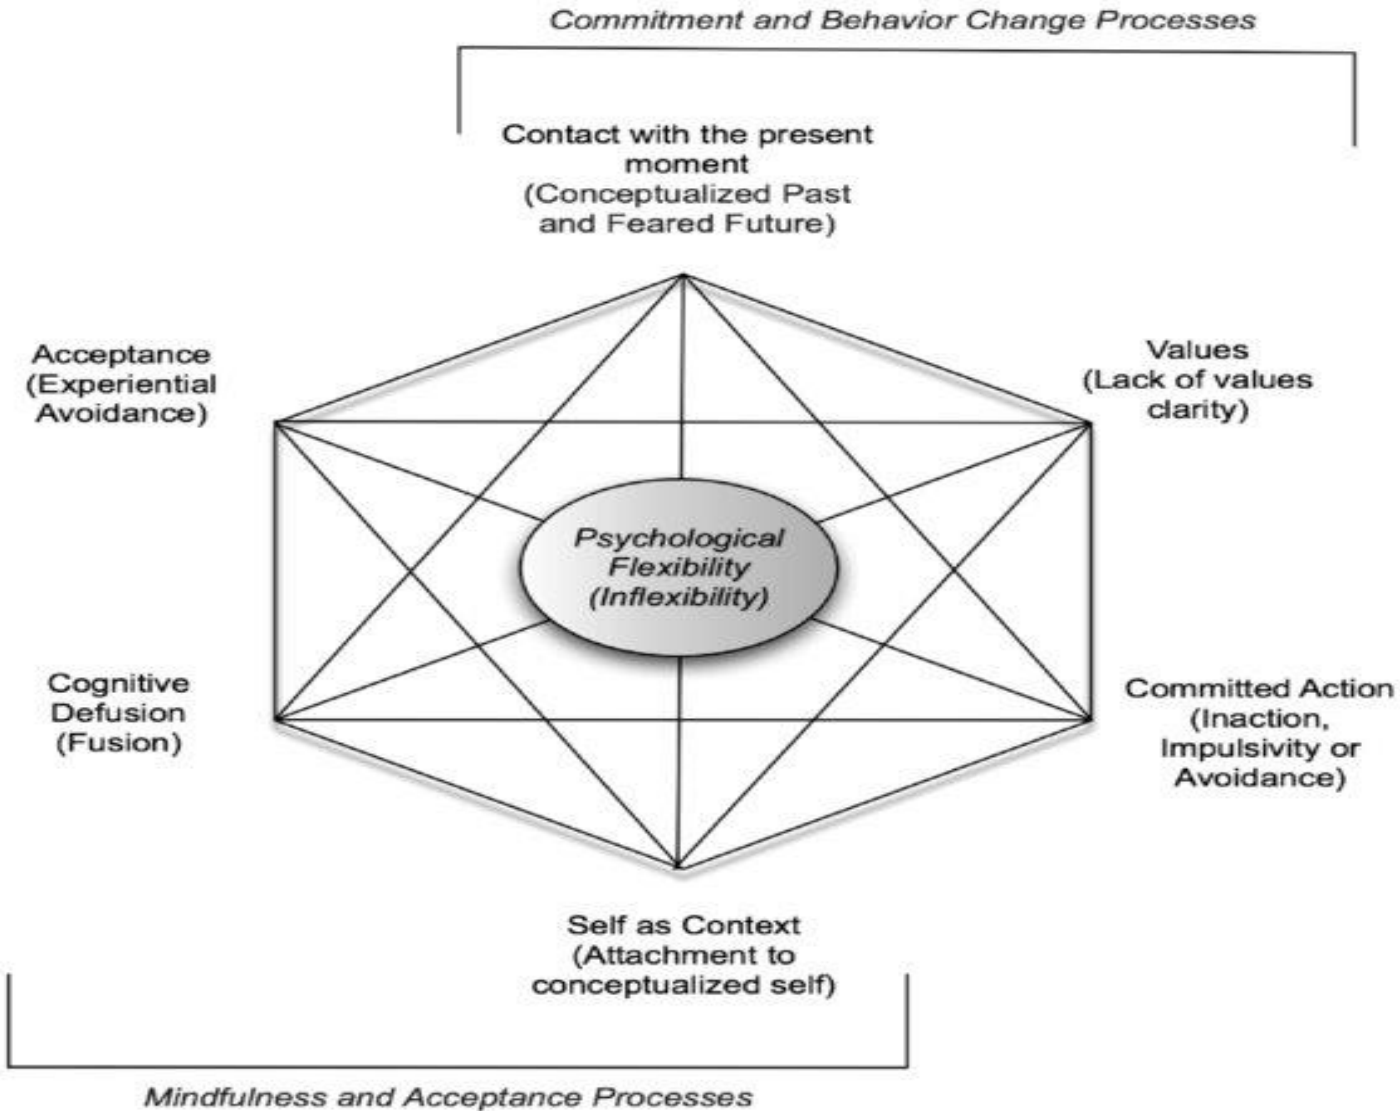 Commitment and Behavior Change Processes
Contact with the present
moment
(Conceptualized Past
and Feared Future)
Acceptance
(Experiential
Avoidance)
Values
(Lack of values
clarity)
Psychological
Flexibility
(Inflexibility)
Cognitive
Defusion
(Fusion)
Committed Action
(Inaction,
Impulsivity or
Avoidance)
Self as Context
(Attachment to
conceptualized self)
Mindfulness and Acceptance Processes